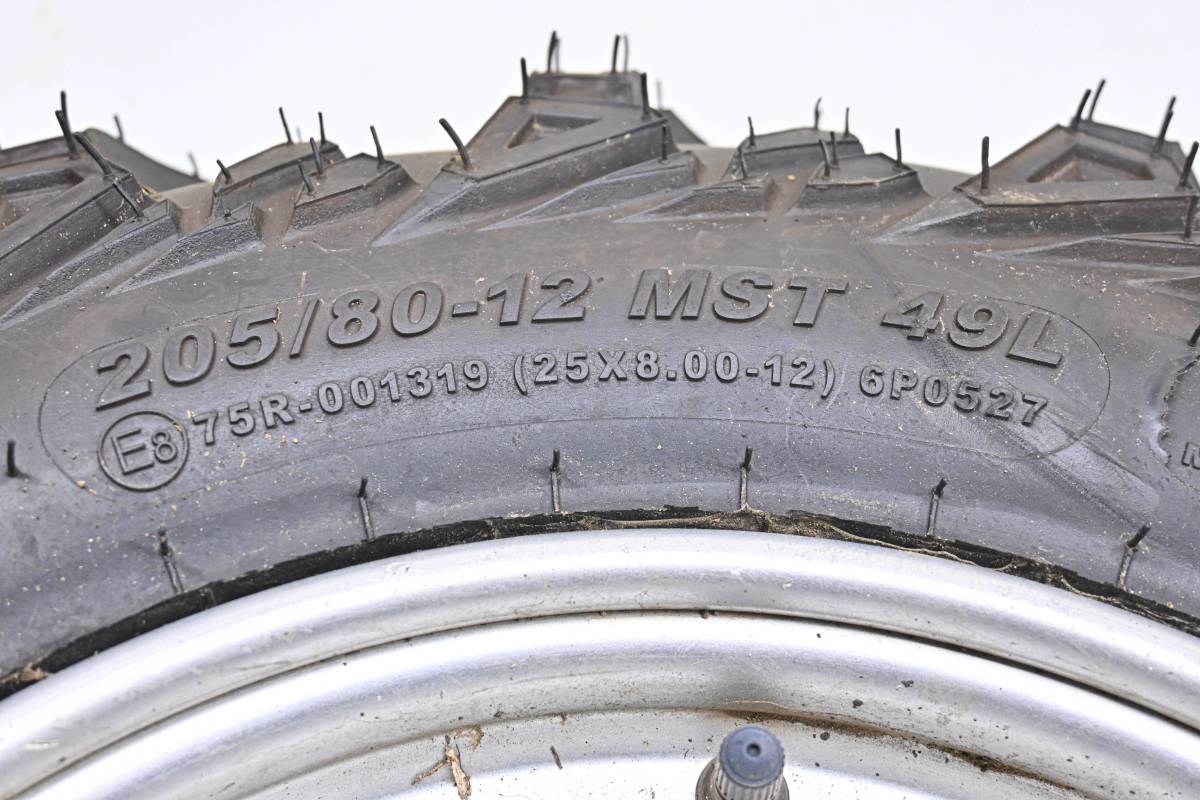 205/80-12 MST 49L
E8 75R-001319 (25X8.00-12) 6P0527